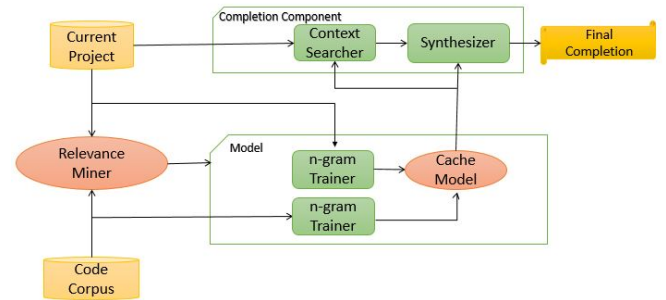 Completion Component
Current
Project
Context
Searcher
Synthesizer
Final
Completion
Model
Relevance
Miner
n-gram
Trainer
Cache
Model
n-gram
Trainer
Code
Corpus